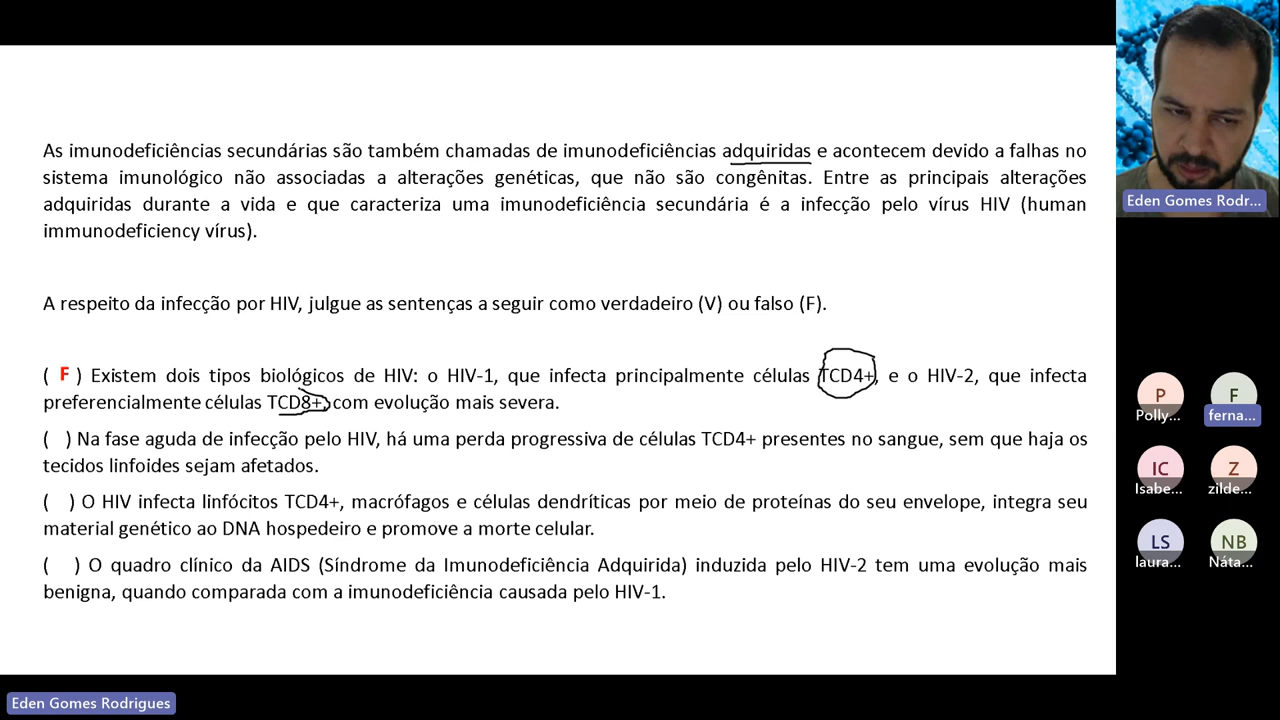 As imunodeficiências secundárias são também chamadas de imunodeficiências adquiridas e acontecem devido a falhas no
sistema imunológico não associadas a alterações genéticas, que não são congênitas. Entre as principais alterações
adquiridas durante a vida e que caracteriza uma imunodeficiência secundária é a infecção pelo vírus HIV (human
immunodeficiency vírus).
A respeito da infecção por HIV, julgue as sentenças a seguir como verdadeiro (V) ou falso (F).
( F ) Existem dois tipos biológicos de HIV: o HIV-1, que infecta principalmente células TCD4+, e o HIV-2, que infecta
preferencialmente células TCD8+, com evolução mais severa.
( ) Na fase aguda de infecção pelo HIV, há uma perda progressiva de células TCD4+ presentes no sangue, sem que haja os
tecidos linfoides sejam afetados.
( ) O HIV infecta linfócitos TCD4+, macrófagos e células dendríticas por meio de proteínas do seu envelope, integra seu
material genético ao DNA hospedeiro e promove a morte celular.
( ) O quadro clínico da AIDS (Síndrome da Imunodeficiência Adquirida) induzida pelo HIV-2 tem uma evolução mais
benigna, quando comparada com a imunodeficiência causada pelo HIV-1.
Eden Gomes Rodr...
P
Polly...
F
ferna...
IC
Isabe...
Z
zilde...
LS
laura...
NB
Náta...
Eden Gomes Rodrigues